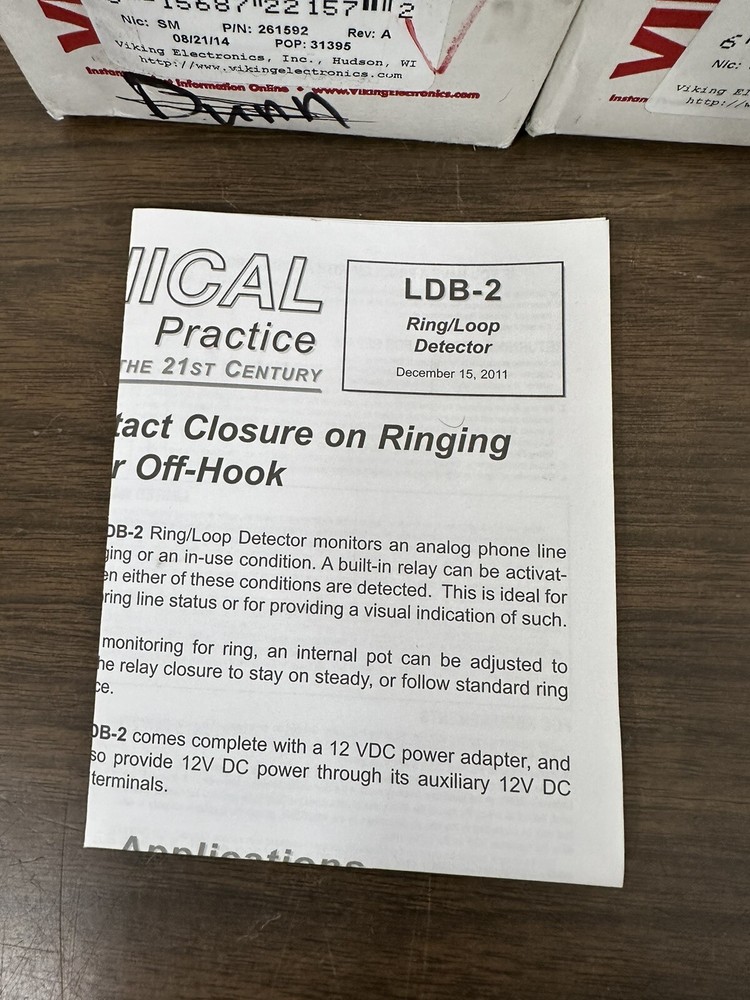 15687 22157 2
Nic: SM P/N: 261592 Rev: A
08/21/14 POP: 31395
Viking Electronics, Inc., Hudson, WI
http://www.vikingelectronics.com
Information Online • www.VikingElectronics.com
VIK
Nic:
Viking El
http://w
Instan
NICAL
Practice
THE 21ST CENTURY
LDB-2
Ring/Loop
Detector
December 15, 2011
tact Closure on Ringing
r Off-Hook
DB-2 Ring/Loop Detector monitors an analog phone line
ging or an in-use condition. A built-in relay can be activat-
en either of these conditions are detected. This is ideal for
ring line status or for providing a visual indication of such.
monitoring for ring, an internal pot can be adjusted to
he relay closure to stay on steady, or follow standard ring
ce.
DB-2 comes complete with a 12 VDC power adapter, and
so provide 12V DC power through its auxiliary 12V DC
terminals.
Applications